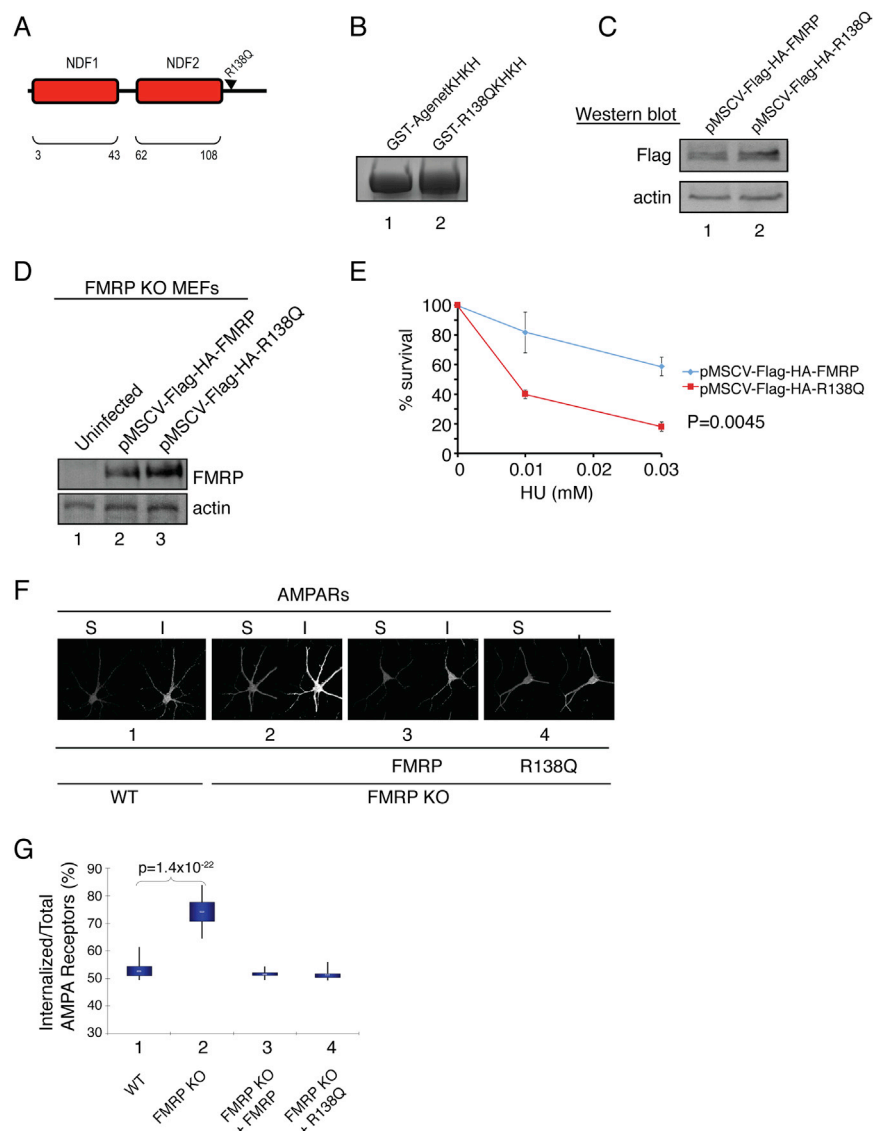 A
NDF1
NDF2
R138Q
3
43
62
108
B
GST-AgenetKHKH
GST-R138QKHKH
1
2
C
pMSCV-Flag-HA-FMRP
pMSCV-Flag-HA-R138Q
Western blot
Flag
actin
1
2
D
FMRP KO MEFs
Uninfected
pMSCV-Flag-HA-FMRP
pMSCV-Flag-HA-R138Q
FMRP
actin
1
2
3
E
% survival
100
80
60
40
20
0
0
0.01
0.02
0.03
HU (mM)
pMSCV-Flag-HA-FMRP
pMSCV-Flag-HA-R138Q
P=0.0045
F
AMPARs
S
I
S
I
S
I
S
1
2
3
4
FMRP
R138Q
WT
FMRP KO
G
Internalized/Total
AMPA Receptors (%)
90
80
70
60
50
40
30
p=1.4x10-22
1
2
3
4
WT
FMRP KO
FMRP KO
+ FMRP
FMRP KO
+ R138Q